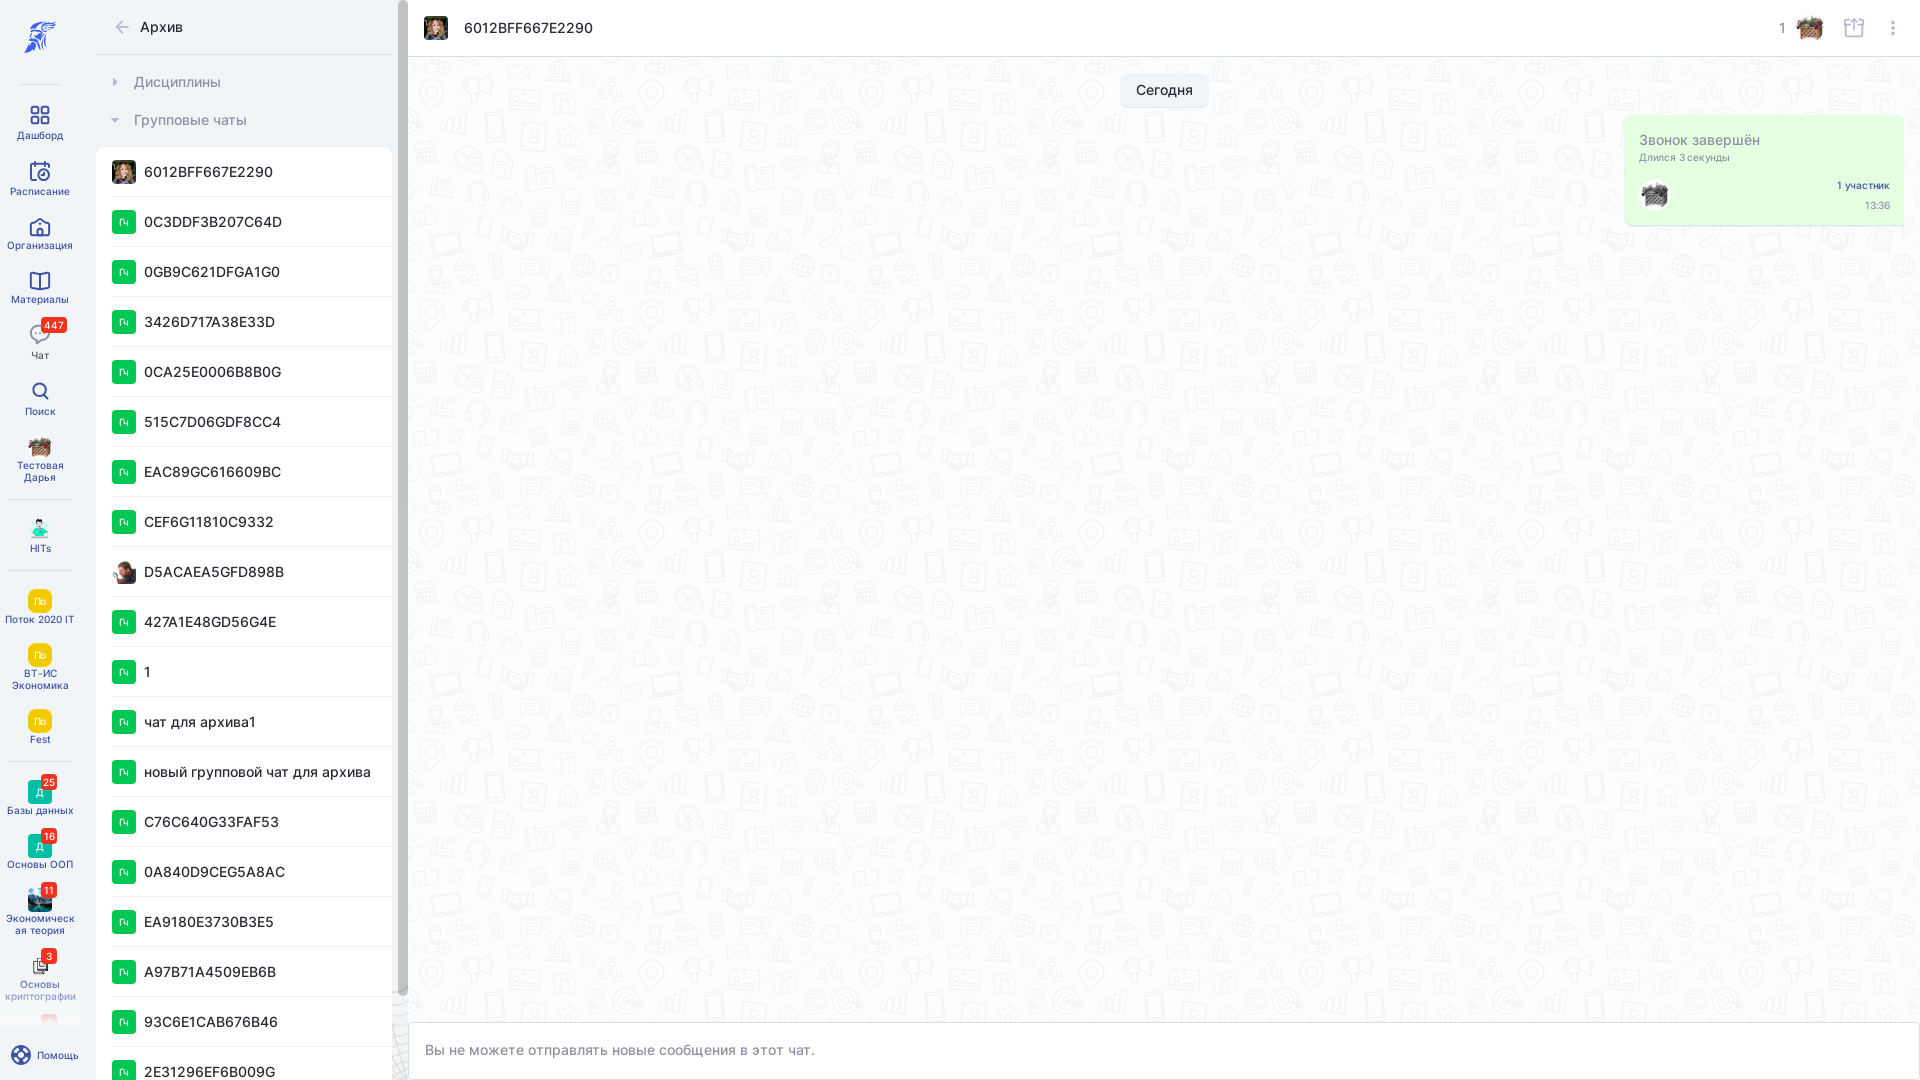 Дашборд
Расписание
Организация
Материалы
447
Чат
Поиск
Тестовая
Дарья
HITs
По
Поток 2020 IT
По
ВТ-ИС
Экономика
По
Fest
25
Д
Базы данных
16
Д
Основы ООП
11
Экономическ
ая теория
3
Основы
криптографии
Помощь
Архив
Дисциплины
Групповые чаты
6012BFF667E2290
Гч 0C3DDF3B207C64D
Гч 0GB9C621DFGA1G0
Гч 3426D717A38E33D
Гч 0CA25E0006B8B0G
Гч 515C7D06GDF8CC4
Гч EAC89GC616609BC
Гч CEF6G11810C9332
D5ACAEA5GFD898B
Гч 427A1E48GD56G4E
Гч 1
Гч чат для архива1
Гч новый групповой чат для архива
Гч C76C640G33FAF53
Гч 0A840D9CEG5A8AC
Гч EA9180E3730B3E5
Гч A97B71A4509EB6B
Гч 93C6E1CAB676B46
Гч 2E31296EF6B009G
6012BFF667E2290
1
Сегодня
Звонок завершён
Длился 3 секунды
1 участник
13:36
Вы не можете отправлять новые сообщения в этот чат.